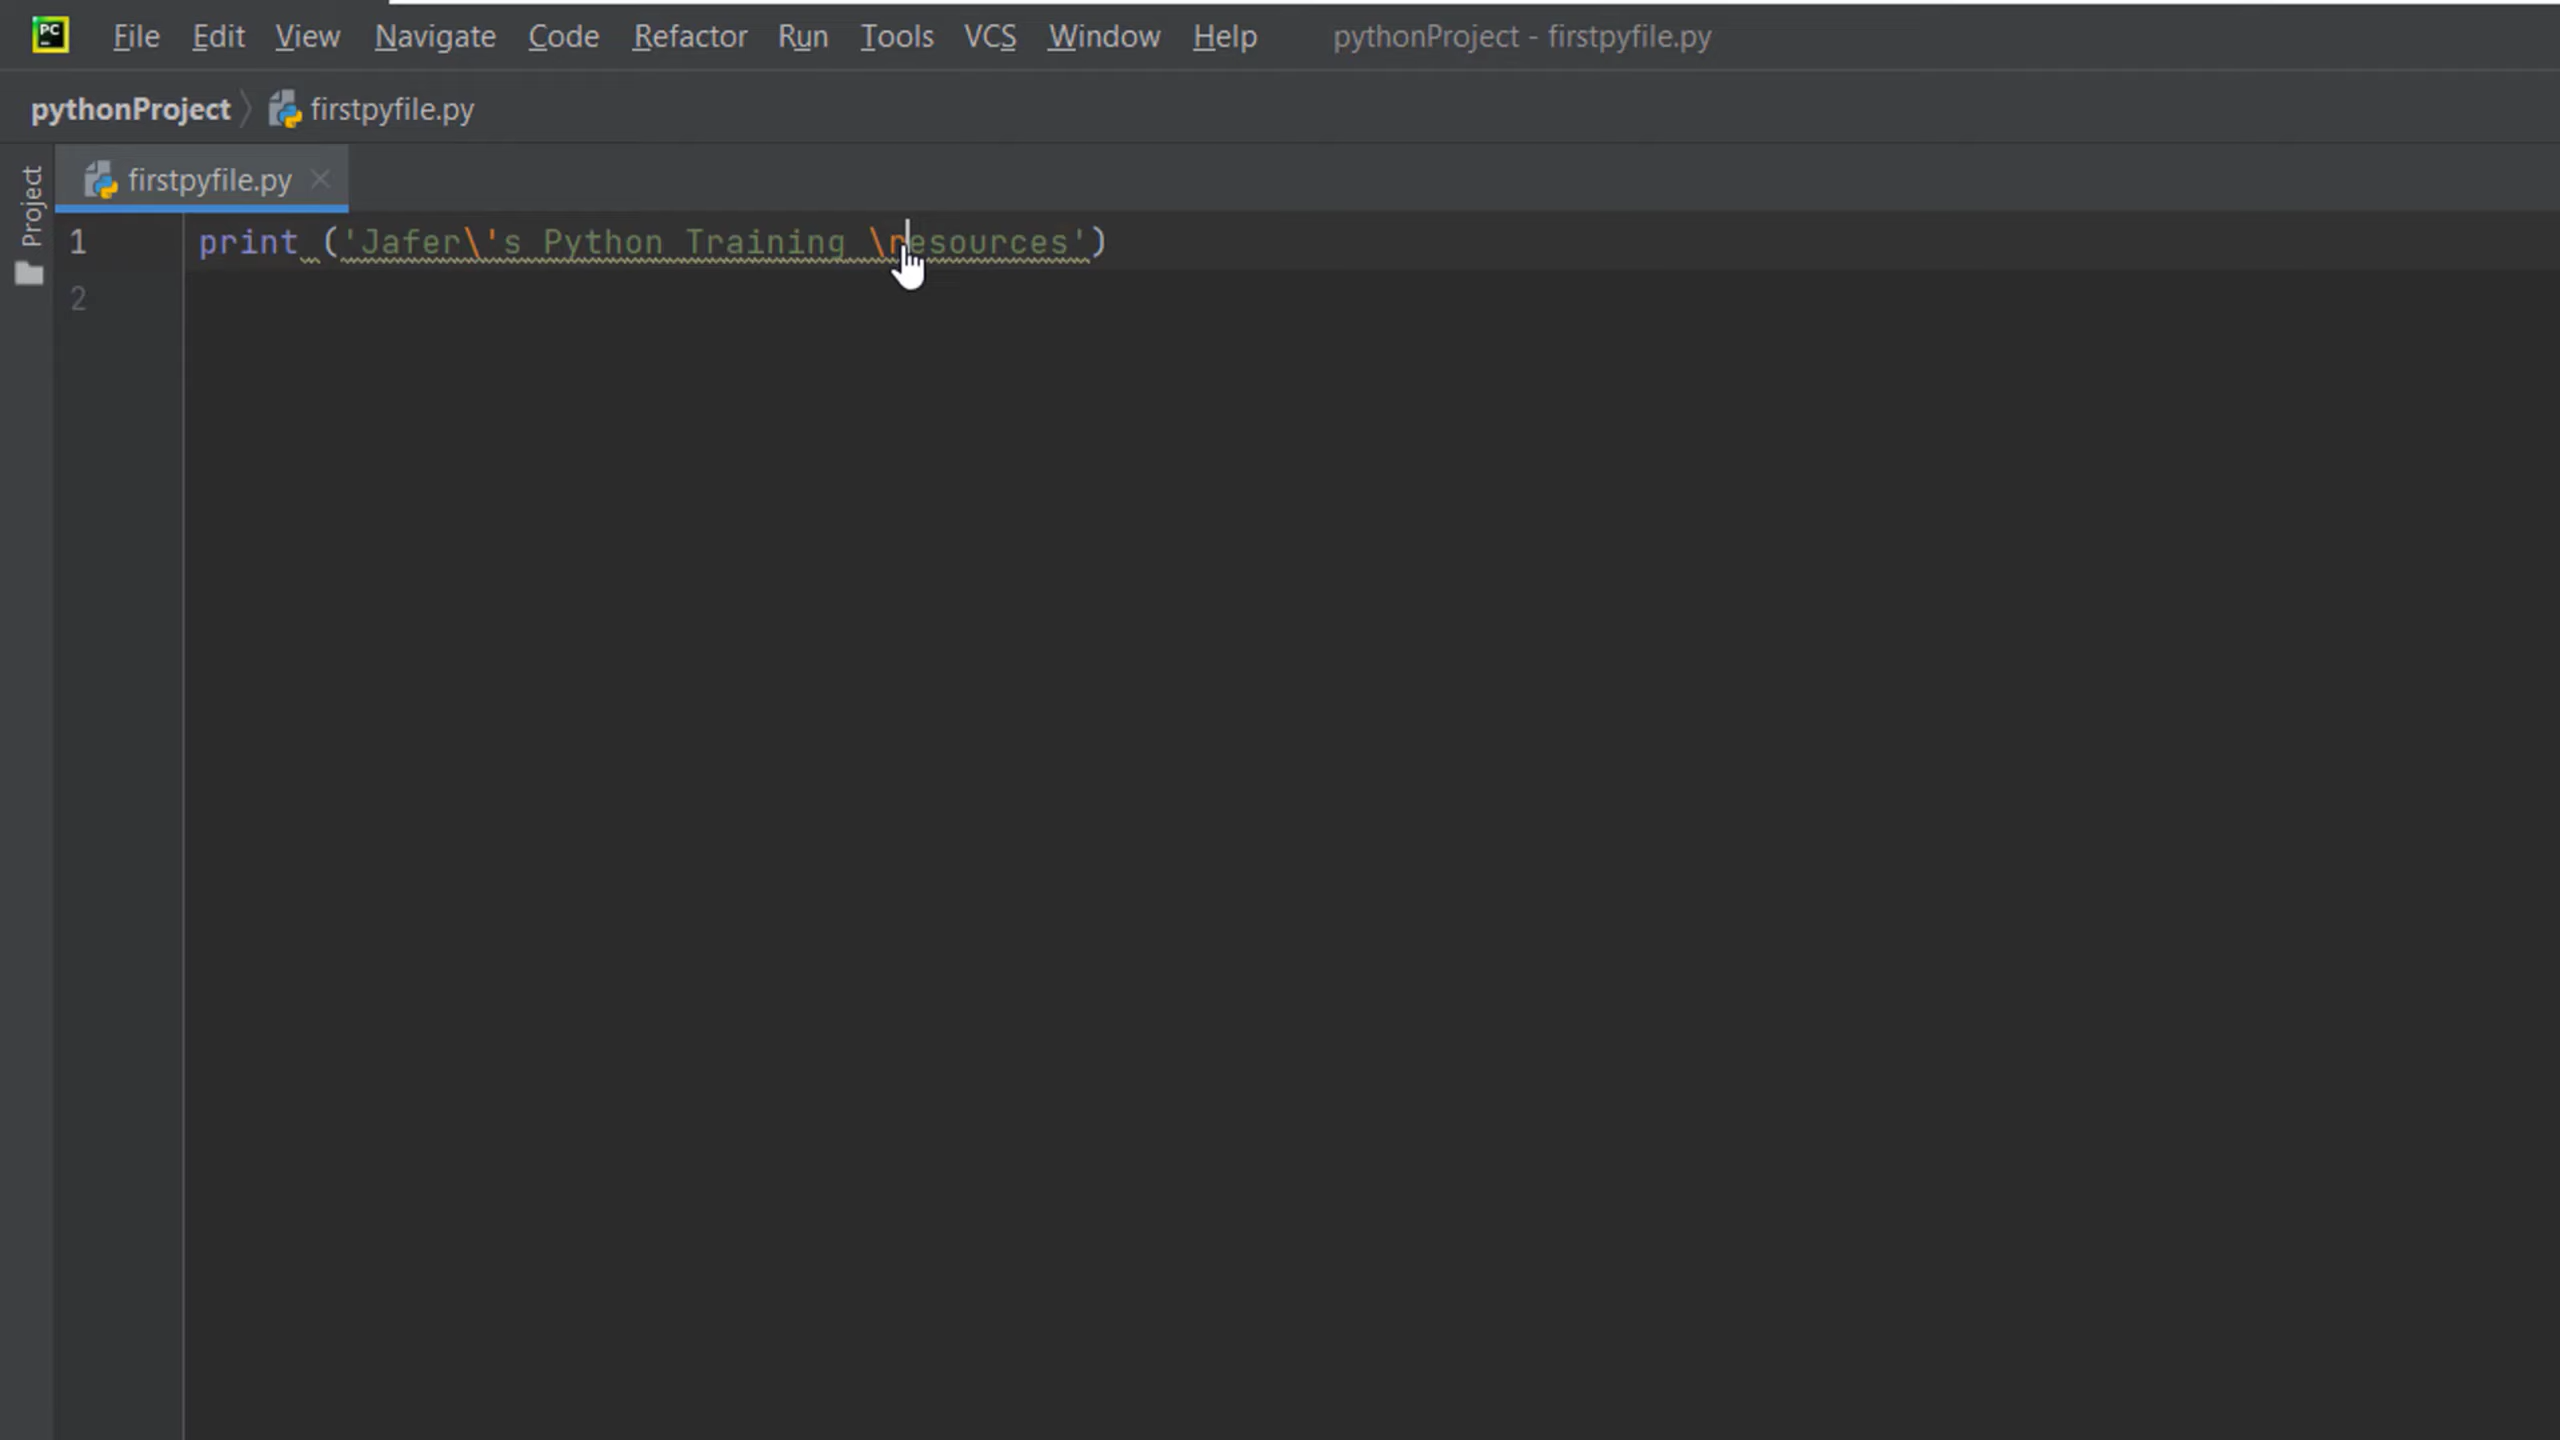 PC
File Edit View Navigate Code Refactor Run Tools VCS Window Help pythonProject - firstpyfile.py
pythonProject firstpyfile.py
Project
firstpyfile.py
1 print ('Jafer\'s Python Training \resources')
2